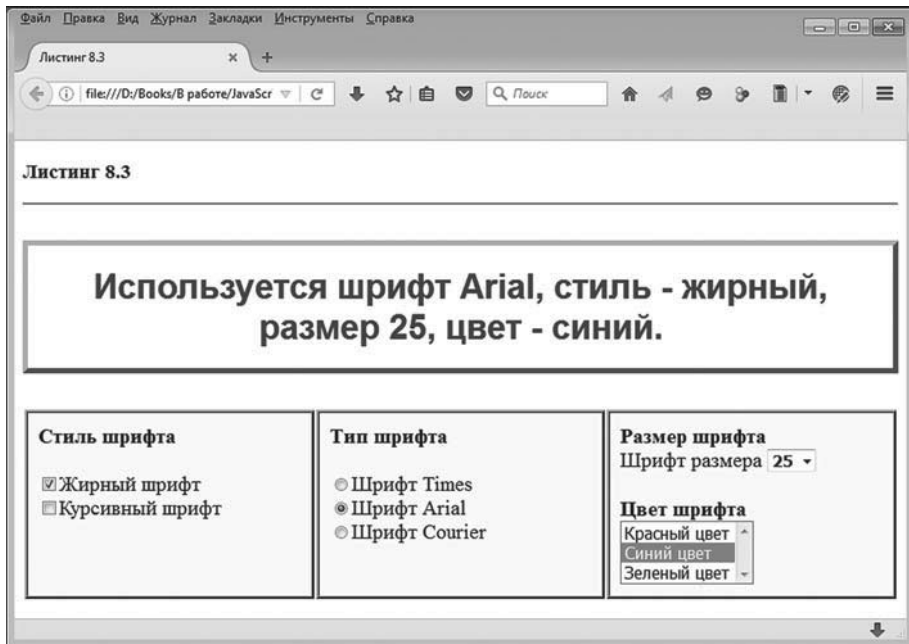 Файл Правка Вид Журнал Закладки Инструменты Справка
Листинг 8.3
file:///D:/Books/В работе/JavaScr
Поиск
Листинг 8.3
Используется шрифт Arial, стиль - жирный,
размер 25, цвет - синий.
Стиль шрифта
Жирный шрифт
Курсивный шрифт
Тип шрифта
Шрифт Times
Шрифт Arial
Шрифт Courier
Размер шрифта
Шрифт размера 25
Цвет шрифта
Красный цвет
Синий цвет
Зеленый цвет